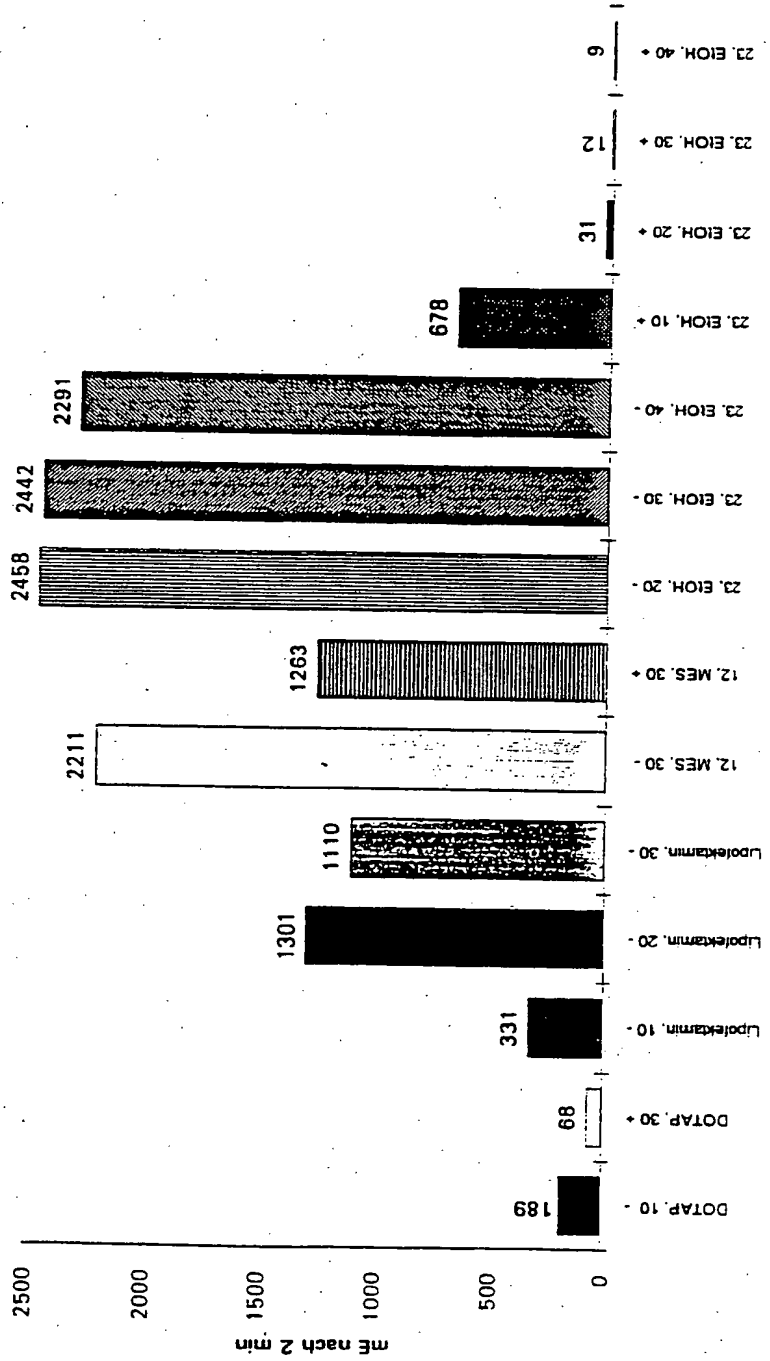 mE nach 2 min
2500
2000
1500
1000
500
0
189
68
331
1301
1110
2211
1263
2458
2442
2291
678
31
12
9
DOTAP. 10 -
DOTAP. 30 +
Lipofektamin. 10 -
Lipofektamin. 20 -
Lipofektamin. 30 -
12. MES. 30 -
12. MES. 30 +
23. EtOH. 20 -
23. EtOH. 30 -
23. EtOH. 40 -
23. EtOH. 10 +
23. EtOH. 20 +
23. EtOH. 30 +
23. EtOH. 40 +